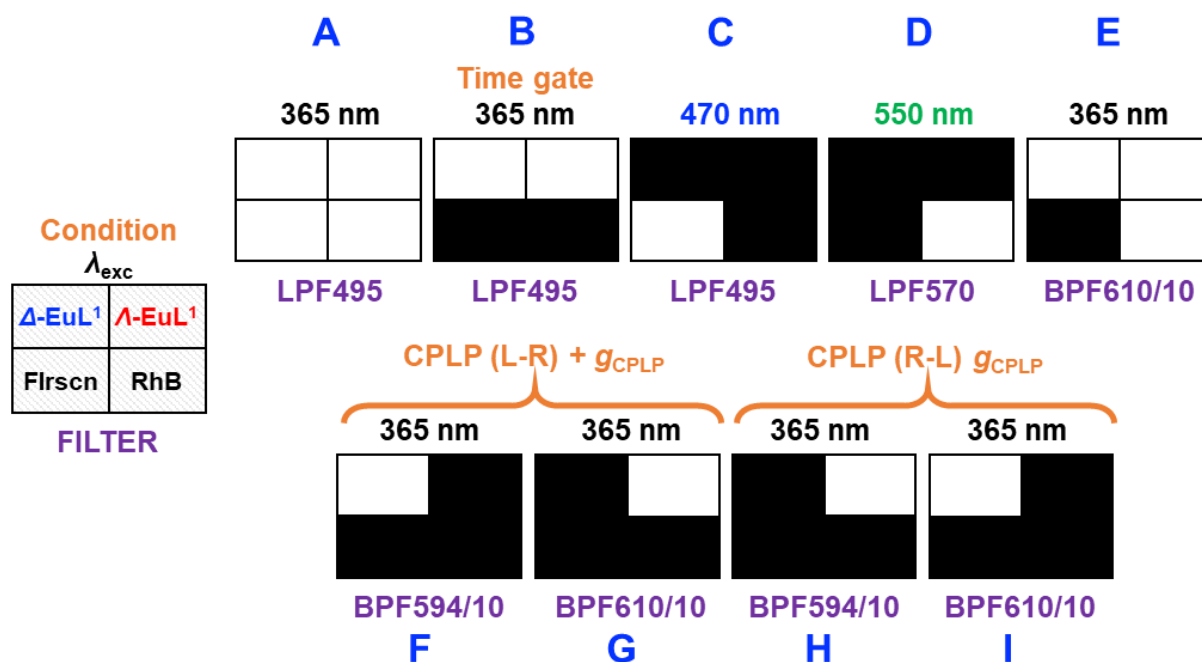 A B C D E
Time gate
365 nm 365 nm 470 nm 550 nm 365 nm
LPF495 LPF495 LPF495 LPF570 BPF610/10
Condition
λexc
Δ-EuL¹ Λ-EuL¹
Flrscn RhB
FILTER
CPLP (L-R) + gCPLP CPLP (R-L) gCPLP
365 nm 365 nm 365 nm 365 nm
BPF594/10 BPF610/10 BPF594/10 BPF610/10
F G H I